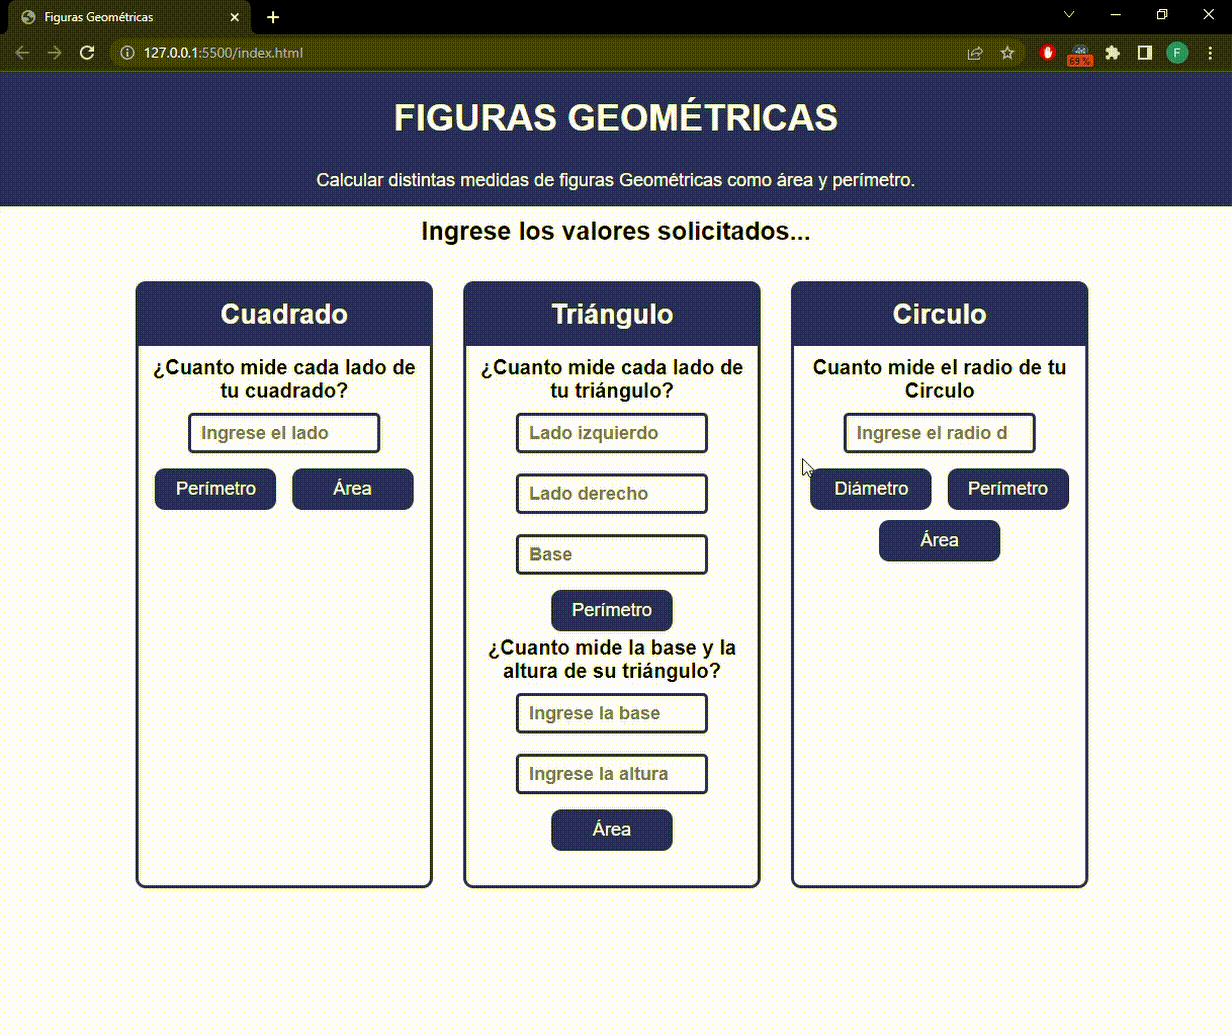 Figuras Geométricas
127.0.0.1:5500/index.html
69 %
F
FIGURAS GEOMÉTRICAS
Calcular distintas medidas de figuras Geométricas como área y perímetro.
Ingrese los valores solicitados...
Cuadrado
¿Cuanto mide cada lado de
tu cuadrado?
Ingrese el lado
Perímetro
Área
Triángulo
¿Cuanto mide cada lado de
tu triángulo?
Lado izquierdo
Lado derecho
Base
Perímetro
¿Cuanto mide la base y la
altura de su triángulo?
Ingrese la base
Ingrese la altura
Área
Circulo
Cuanto mide el radio de tu
Circulo
Ingrese el radio d
Diámetro
Perímetro
Área